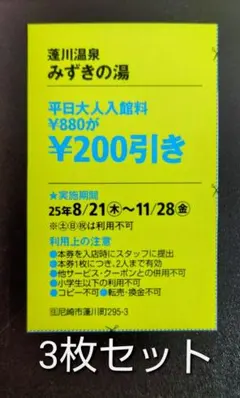 蓬川温泉
みずきの湯
平日大人入館料
¥880が
¥200引き
★実施期間
25年8/21㊍～11/28㊎
※㊏㊐㊗は利用不可
利用上の注意
●本券を入店時にスタッフに提出
●本券1枚につき、2人まで有効
●他サービス・クーポンとの併用不可
●小学生以下の利用不可
●コピー不可 ●転売・換金不可
㊟尼崎市蓬川町295-3
3枚セット